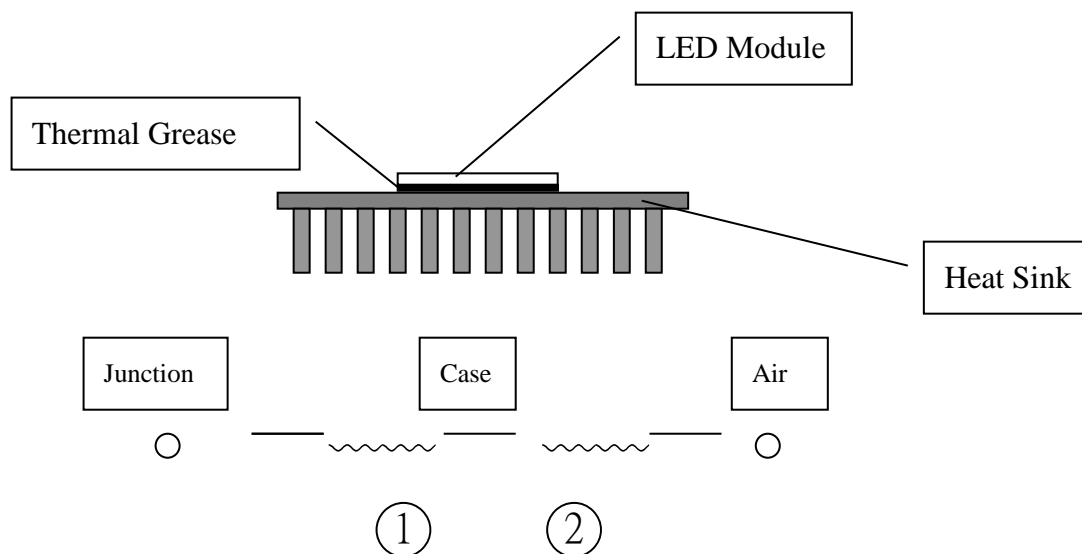 LED Module
Thermal Grease
Heat Sink
Junction
Case
Air
①
②